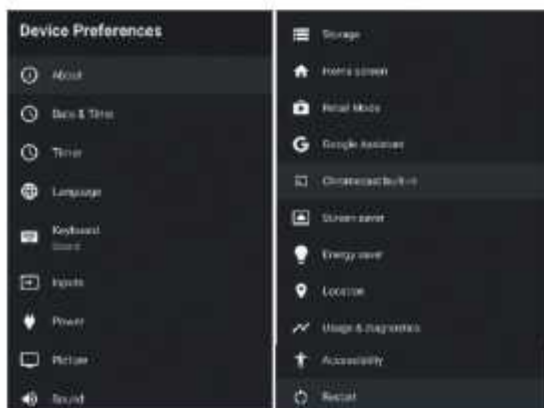 Device Preferences
About
Date & Time
Timer
Language
Keyboard
Inputs
Power
Picture
Sound
Storage
Home screen
Retail Mode
Google Assistant
Chromecast built-in
Screen saver
Energy saver
Location
Usage & diagnostics
Accessibility
Restart